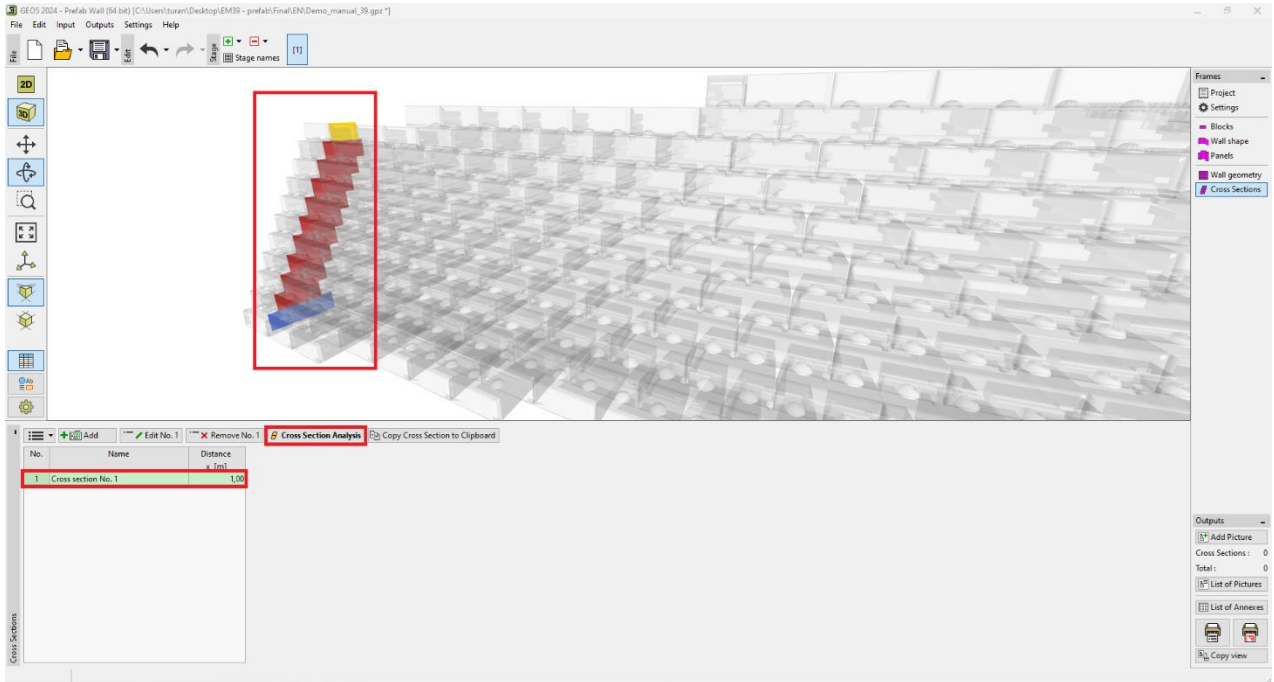 GEO5 2024 - Prefab Wall (64 bit) [C:\Users\turan\Desktop\EM39 - prefab\Final\EN\Demo_manual_39.gpz *]
File Edit Input Outputs Settings Help
File
Edit
Stage
Stage names
[1]
2D
3D
Frames
Project
Settings
Blocks
Wall shape
Panels
Wall geometry
Cross Sections
Add
Edit No. 1
Remove No. 1
Cross Section Analysis
Copy Cross Section to Clipboard
No. Name Distance
x [m]
1 Cross section No. 1 1,00
Cross Sections
Outputs
Add Picture
Cross Sections : 0
Total : 0
List of Pictures
List of Annexes
Copy view